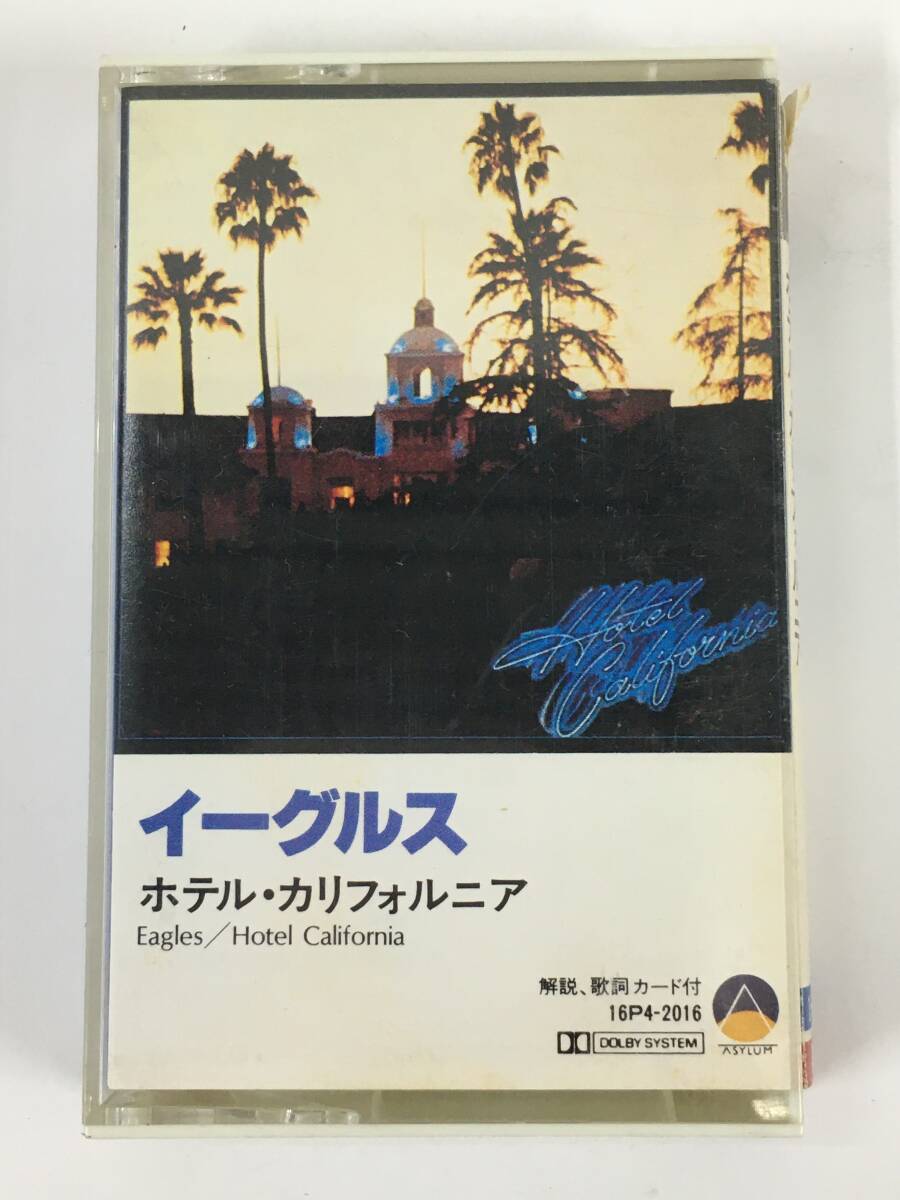 Hotel
California
イーグルス
ホテル・カリフォルニア
Eagles/Hotel California
解説、歌詞カード付
16P4-2016
DOLBY SYSTEM
ASYLUM